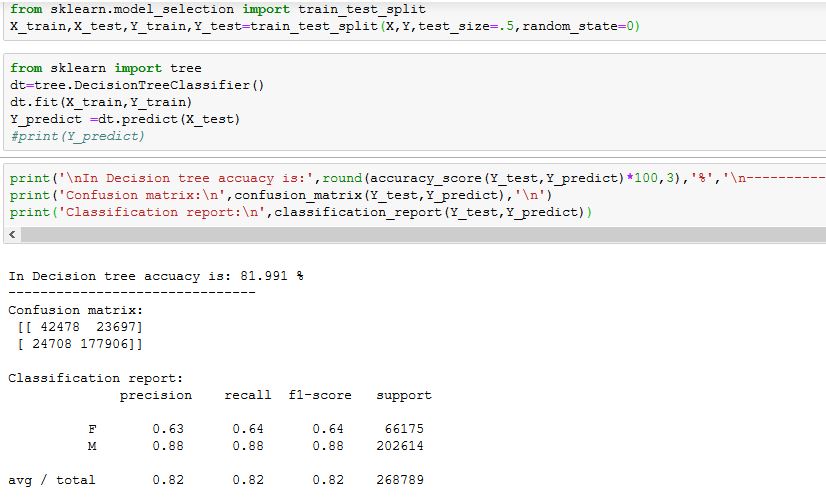 from sklearn.model_selection import train_test_split
X_train,X_test,Y_train,Y_test=train_test_split(X,Y,test_size=.5,random_state=0)
from sklearn import tree
dt=tree.DecisionTreeClassifier()
dt.fit(X_train,Y_train)
Y_predict =dt.predict(X_test)
#print(Y_predict)
print('\nIn Decision tree accuacy is:',round(accuracy_score(Y_test,Y_predict)*100,3),'%','\n----------
print('Confusion matrix:\n',confusion_matrix(Y_test,Y_predict),'\n')
print('Classification report:\n',classification_report(Y_test,Y_predict))
In Decision tree accuacy is: 81.991 %
-------------------------------
Confusion matrix:
[[ 42478  23697]
[ 24708 177906]]
Classification report:
precision    recall  f1-score   support
F       0.63      0.64      0.64     66175
M       0.88      0.88      0.88    202614
avg / total       0.82      0.82      0.82    268789